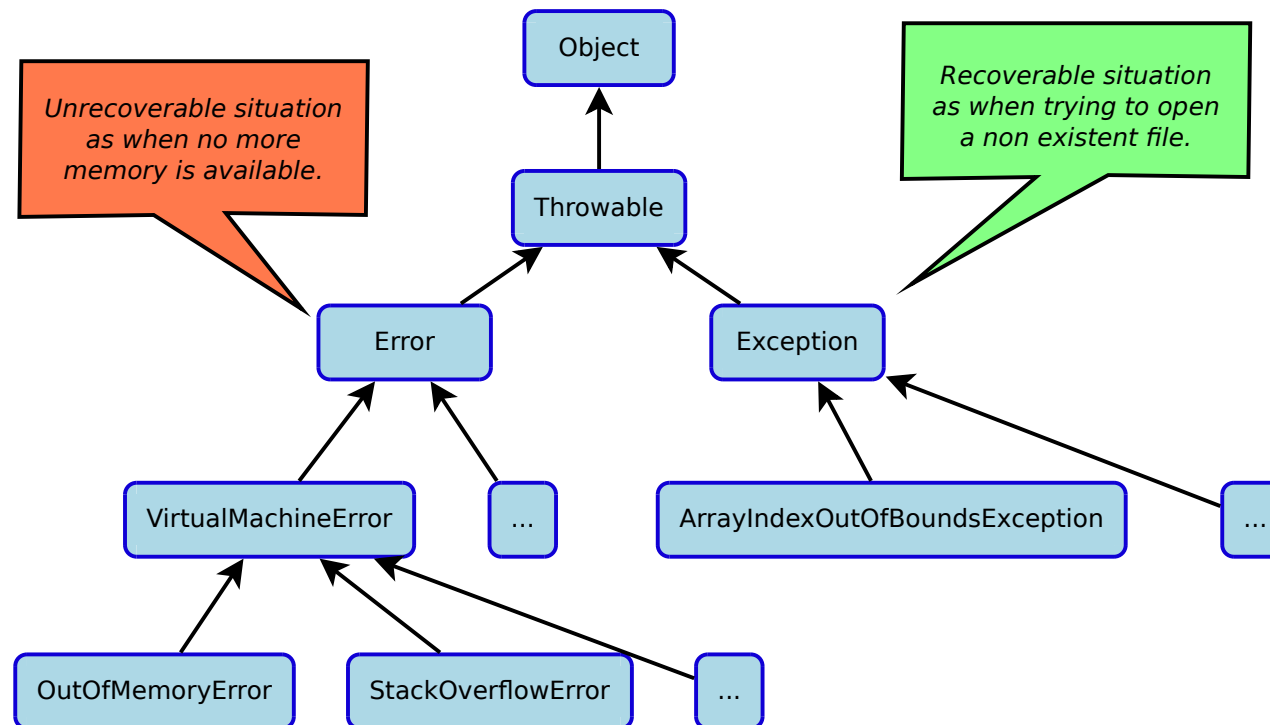 Object
Unrecoverable situation
as when no more
memory is available.
Recoverable situation
as when trying to open
a non existent file.
Throwable
Error
Exception
VirtualMachineError
...
ArrayIndexOutOfBoundsException
...
OutOfMemoryError
StackOverflowError
...